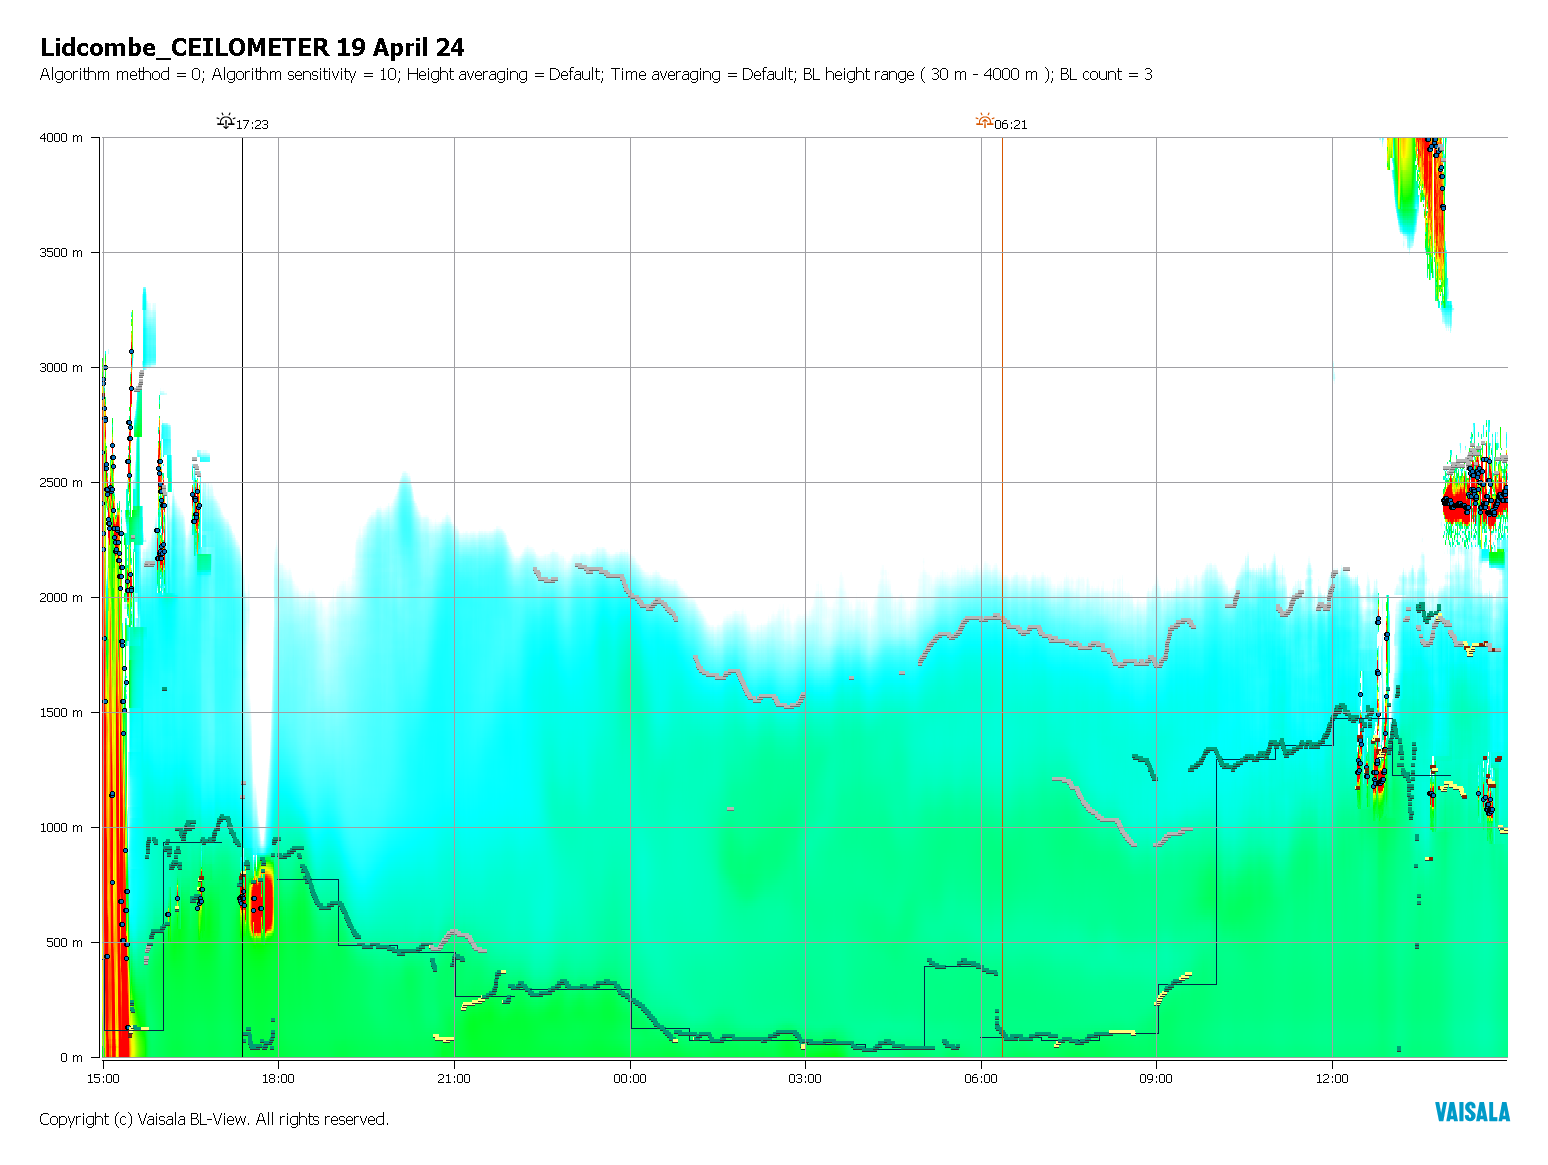 Lidcombe_CEILOMETER 19 April 24
Algorithm method = 0; Algorithm sensitivity = 10; Height averaging = Default; Time averaging = Default; BL height range ( 30 m - 4000 m ); BL count = 3
17:23
06:21
4000 m
3500 m
3000 m
2500 m
2000 m
1500 m
1000 m
500 m
0 m
15:00 18:00 21:00 00:00 03:00 06:00 09:00 12:00
Copyright (c) Vaisala BL-View. All rights reserved.
VAISALA